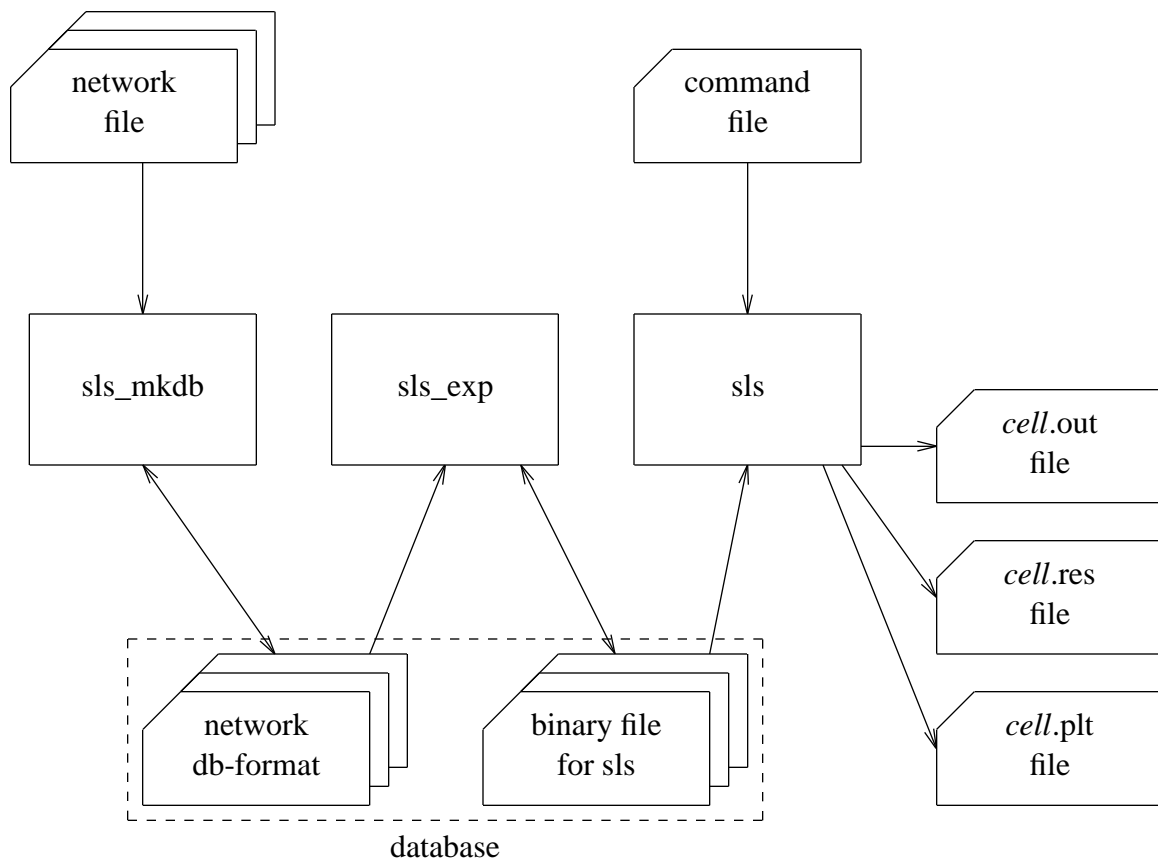 network
file
command
file
sls_mkdb
sls_exp
sls
cell.out
file
cell.res
file
cell.plt
file
network
db-format
binary file
for sls
database